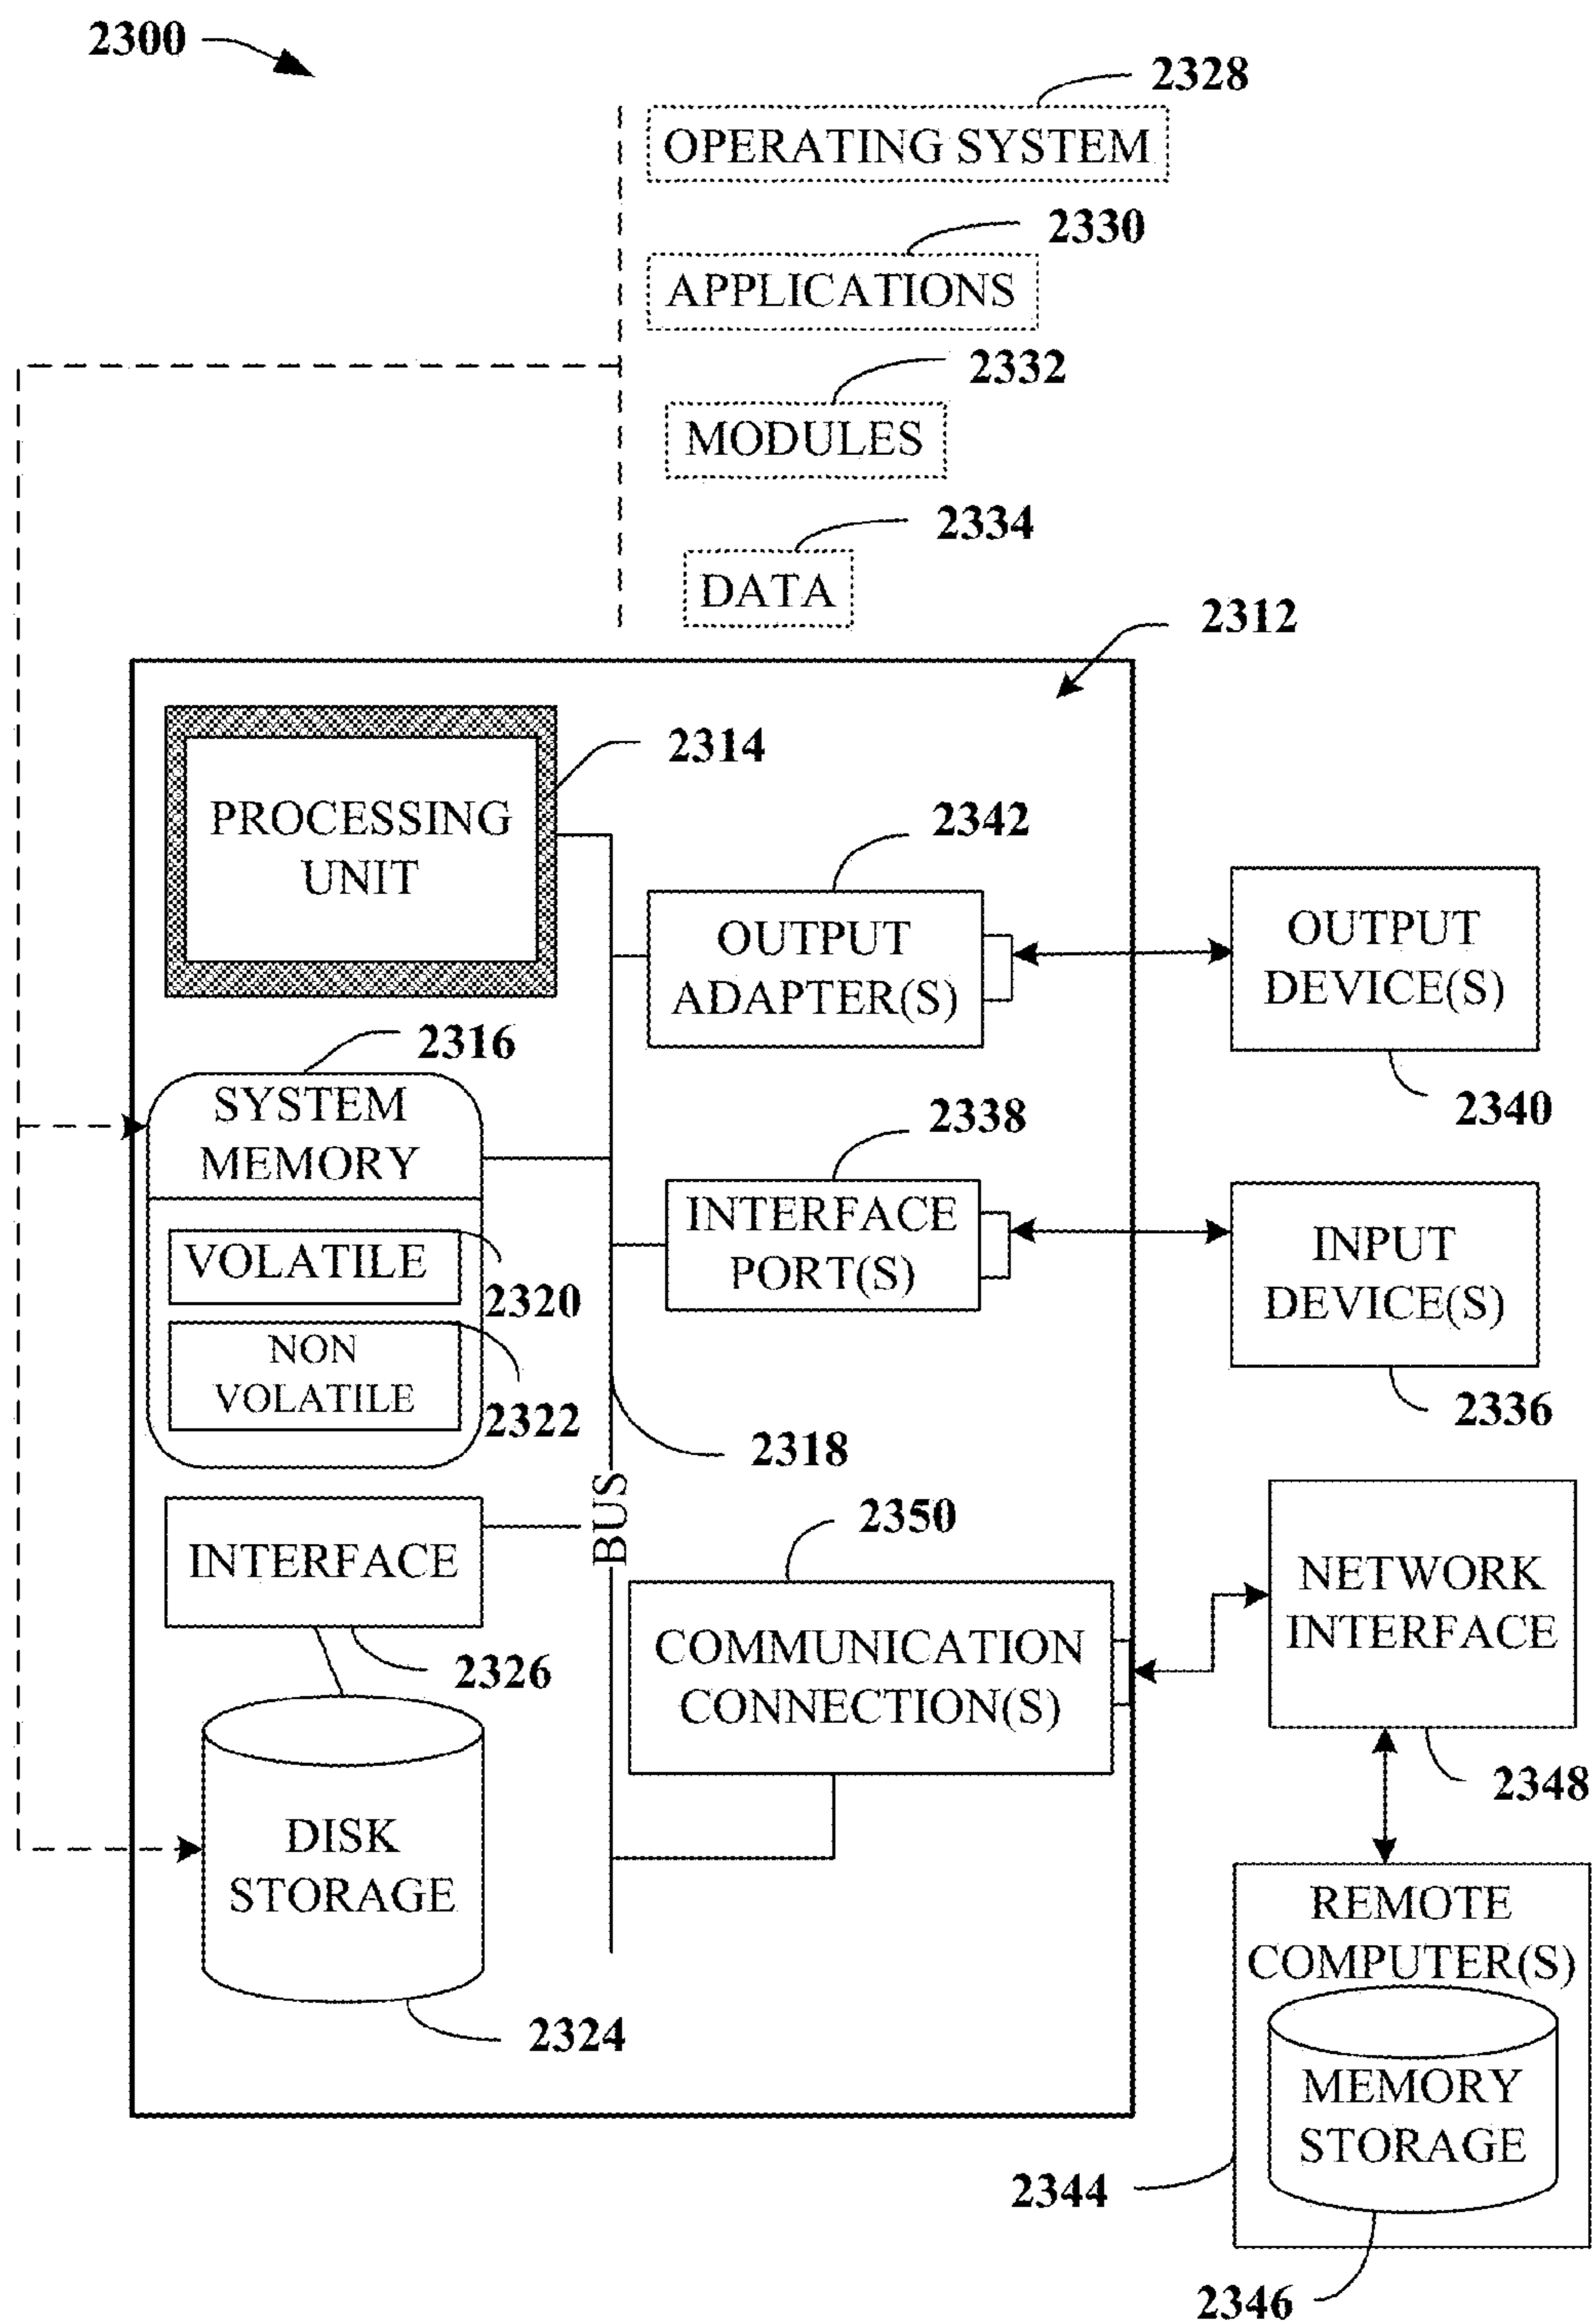 2300
2328
OPERATING SYSTEM
2330
APPLICATIONS
2332
MODULES
2334
DATA
2312
2314
PROCESSING
UNIT
2342
OUTPUT
ADAPTER(S)
OUTPUT
DEVICE(S)
2340
2316
SYSTEM
MEMORY
VOLATILE
2320
NON
VOLATILE
2322
2338
INTERFACE
PORT(S)
INPUT
DEVICE(S)
2336
2318
BUS
INTERFACE
2326
2350
COMMUNICATION
CONNECTION(S)
NETWORK
INTERFACE
2348
DISK
STORAGE
2324
REMOTE
COMPUTER(S)
MEMORY
STORAGE
2344
2346